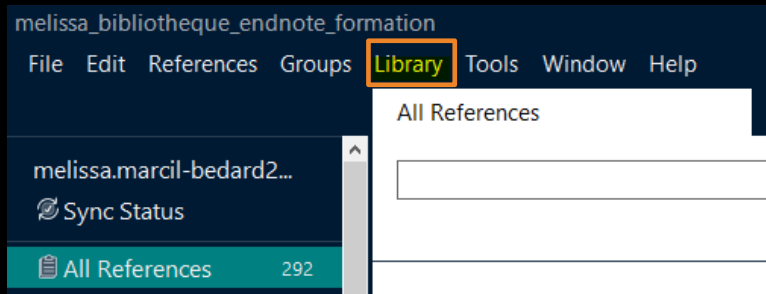 melissa_bibliotheque_endnote_formation
File Edit References Groups Library Tools Window Help
All References
melissa.marcil-bedard2...
Sync Status
All References 292